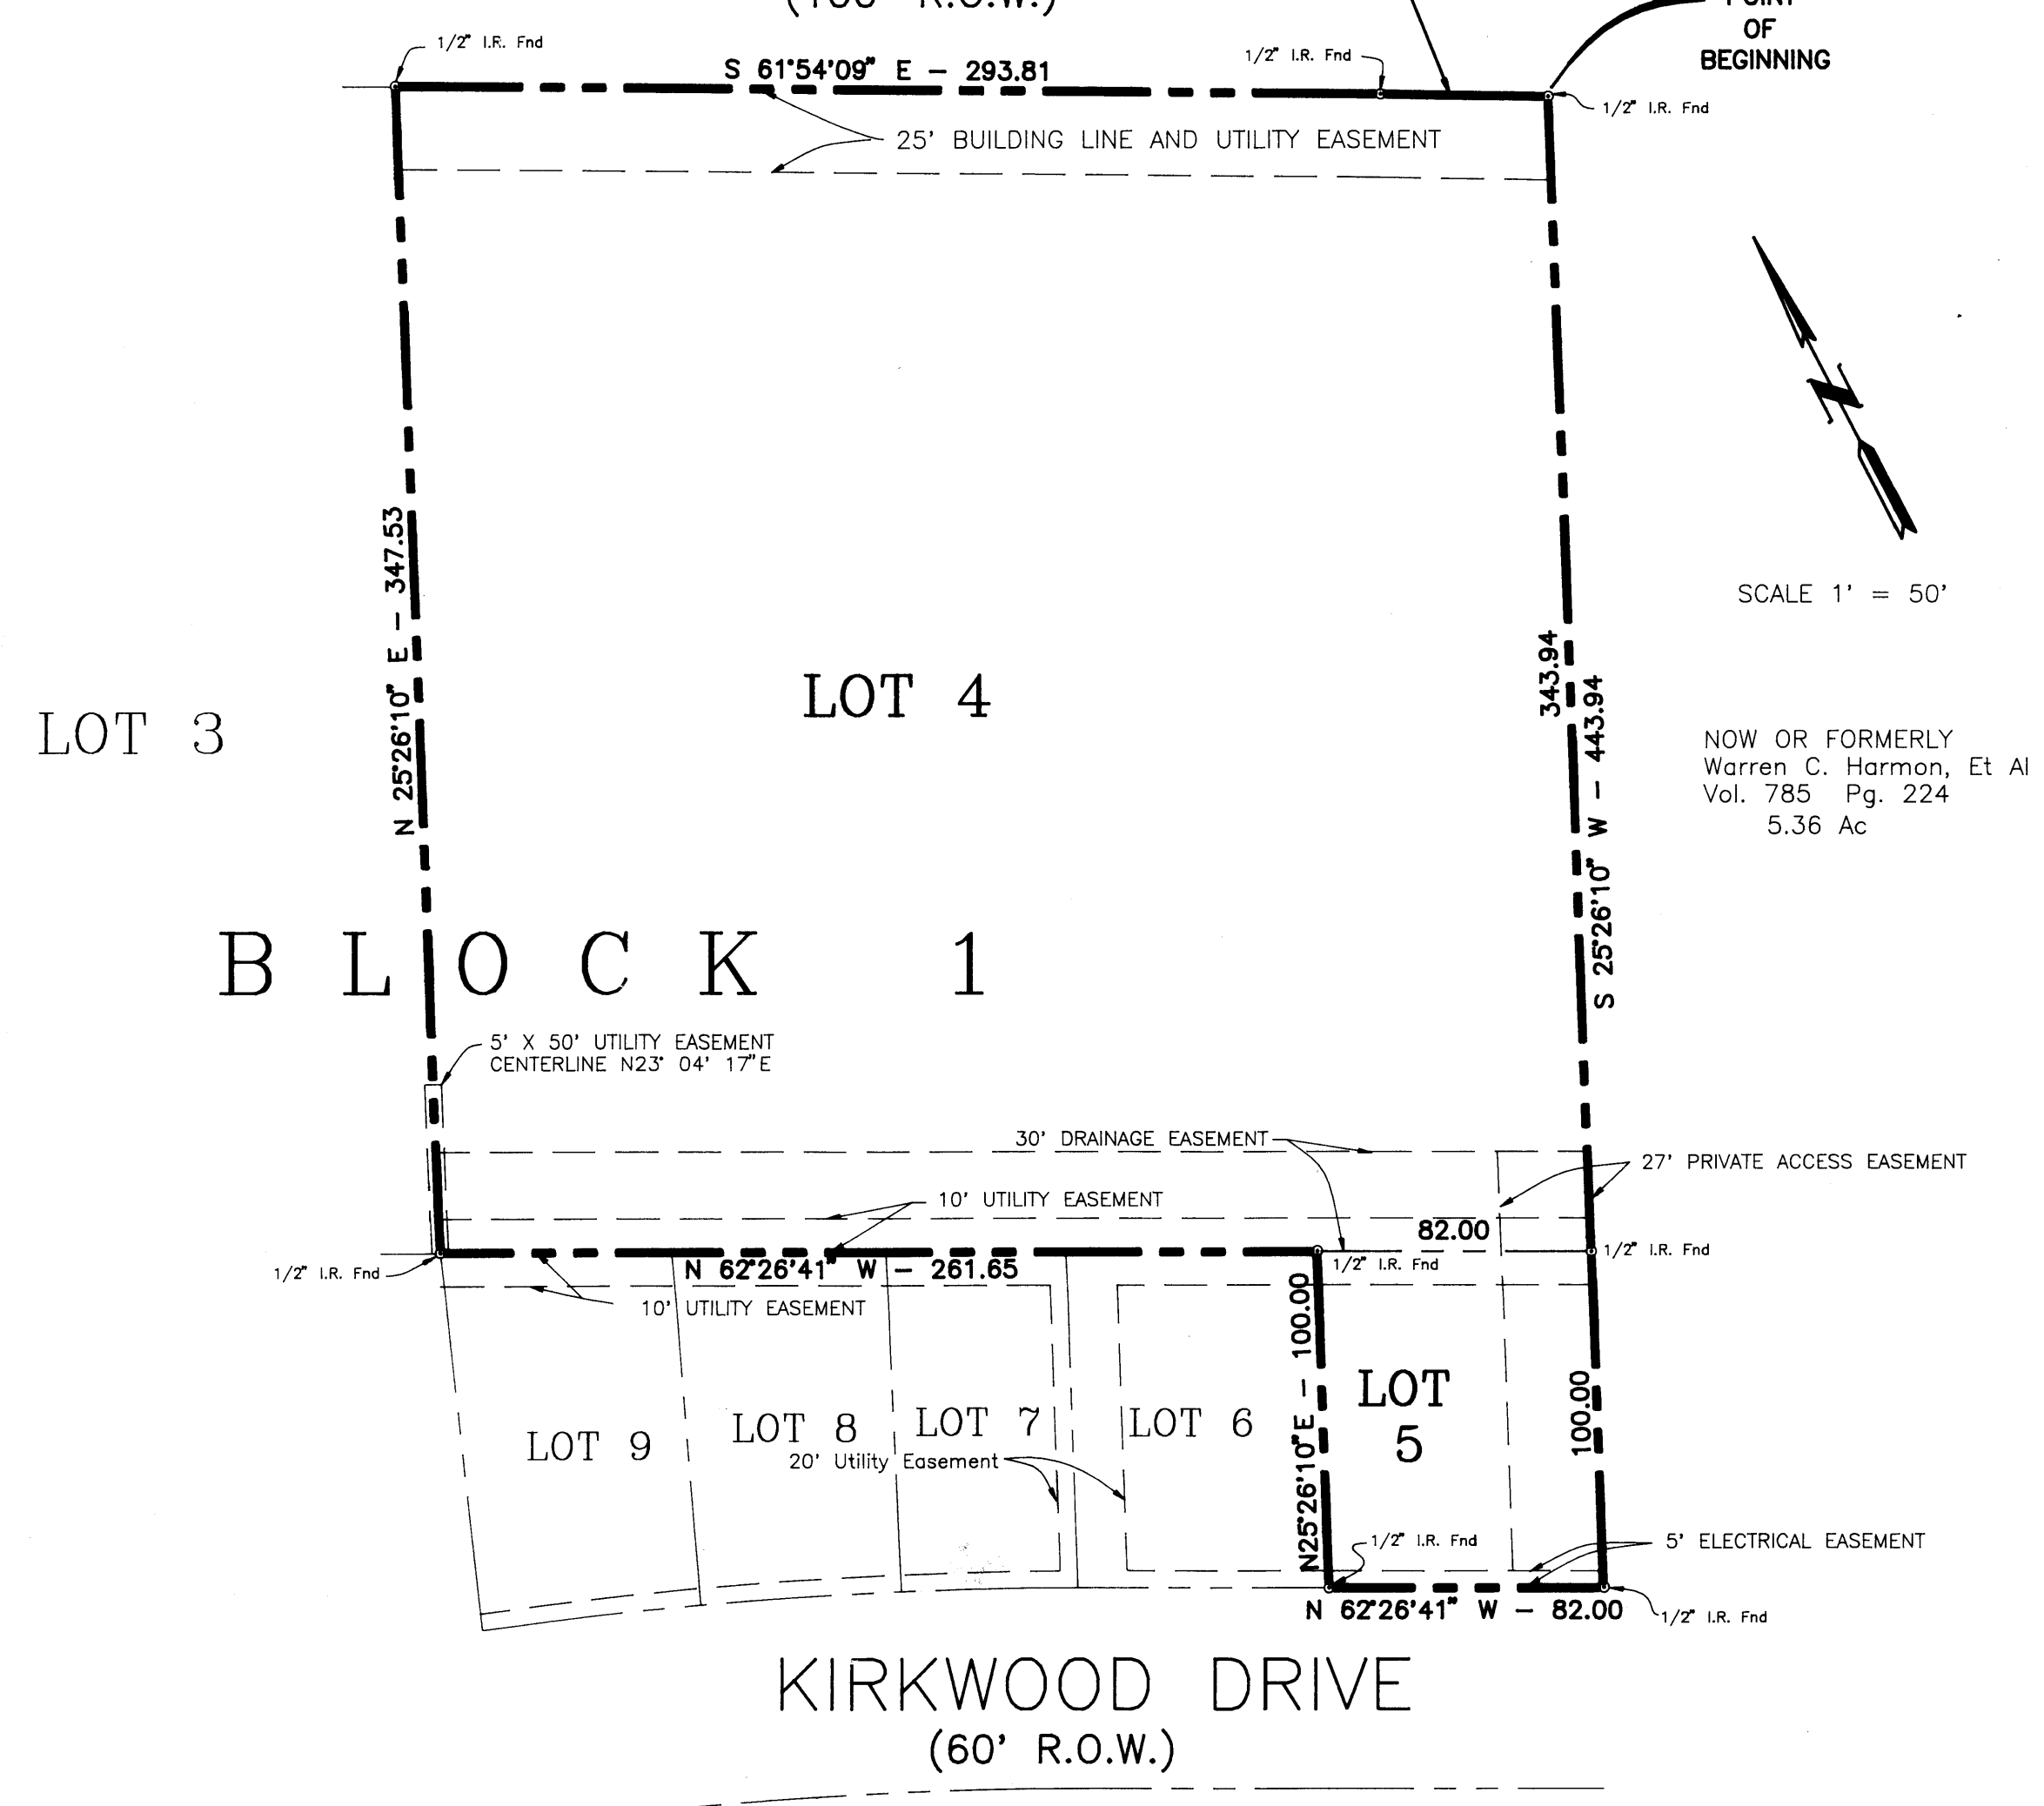 (100' R.O.W.)
POINT
OF
BEGINNING
1/2" I.R. Fnd
S 61°54'09" E - 293.81
1/2" I.R. Fnd
1/2" I.R. Fnd
25' BUILDING LINE AND UTILITY EASEMENT
N 25°26'10" E - 347.53
343.94
S 25°26'10" W - 443.94
SCALE 1' = 50'
LOT 3
LOT 4
NOW OR FORMERLY
Warren C. Harmon, Et Al
Vol. 785 Pg. 224
5.36 Ac
BLOCK 1
5' X 50' UTILITY EASEMENT
CENTERLINE N23° 04' 17"E
30' DRAINAGE EASEMENT
27' PRIVATE ACCESS EASEMENT
10' UTILITY EASEMENT
82.00
1/2" I.R. Fnd
1/2" I.R. Fnd
N 62°26'41" W - 261.65
1/2" I.R. Fnd
10' UTILITY EASEMENT
N25°26'10"E - 100.00
100.00
LOT
5
LOT 9
LOT 8
LOT 7
LOT 6
20' Utility Easement
1/2" I.R. Fnd
5' ELECTRICAL EASEMENT
N 62°26'41" W - 82.00
1/2" I.R. Fnd
KIRKWOOD DRIVE
(60' R.O.W.)